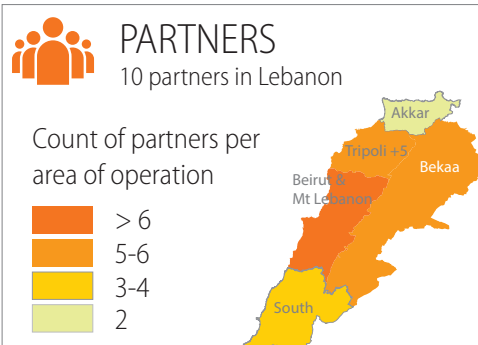 PARTNERS
10 partners in Lebanon
Count of partners per
area of operation
> 6
5-6
3-4
2
Akkar
Tripoli +5
Bekaa
Beirut &
Mt Lebanon
South